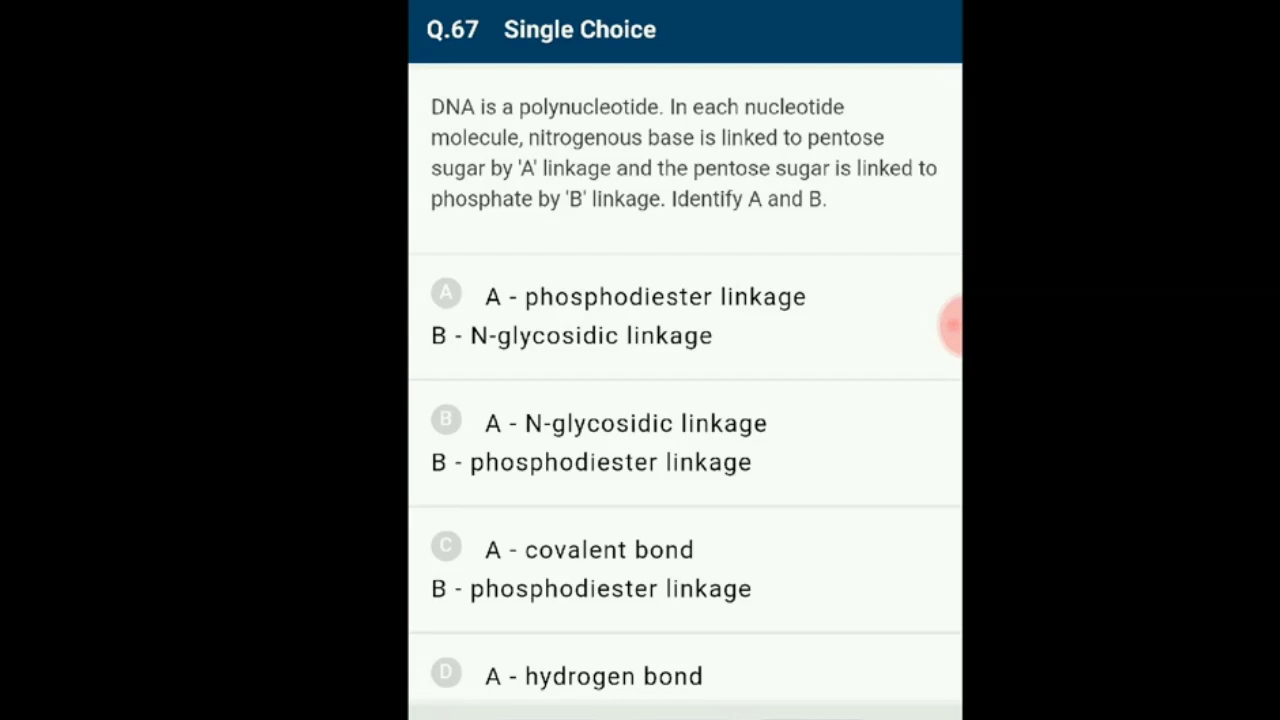 Q.67 Single Choice
DNA is a polynucleotide. In each nucleotide
molecule, nitrogenous base is linked to pentose
sugar by 'A' linkage and the pentose sugar is linked to
phosphate by 'B' linkage. Identify A and B.
A A - phosphodiester linkage
B - N-glycosidic linkage
B A - N-glycosidic linkage
B - phosphodiester linkage
C A - covalent bond
B - phosphodiester linkage
D A - hydrogen bond